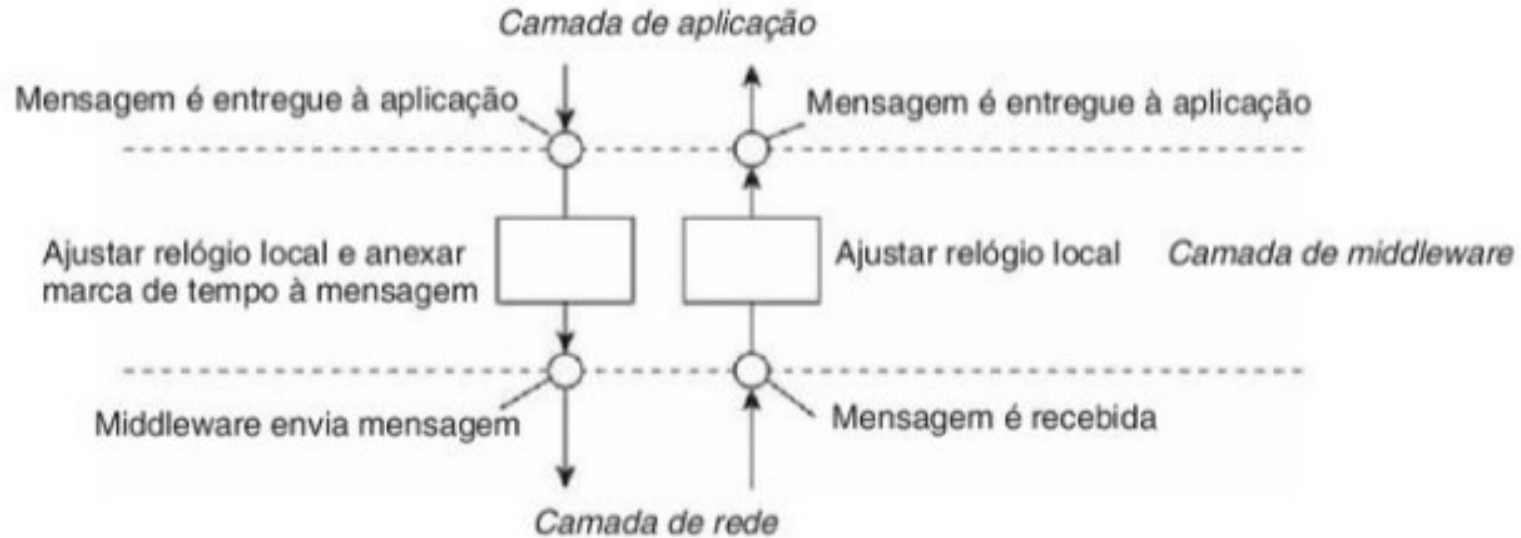 Camada de aplicação
Mensagem é entregue à aplicação
Mensagem é entregue à aplicação
Ajustar relógio local e anexar
marca de tempo à mensagem
Ajustar relógio local
Camada de middleware
Middleware envia mensagem
Mensagem é recebida
Camada de rede